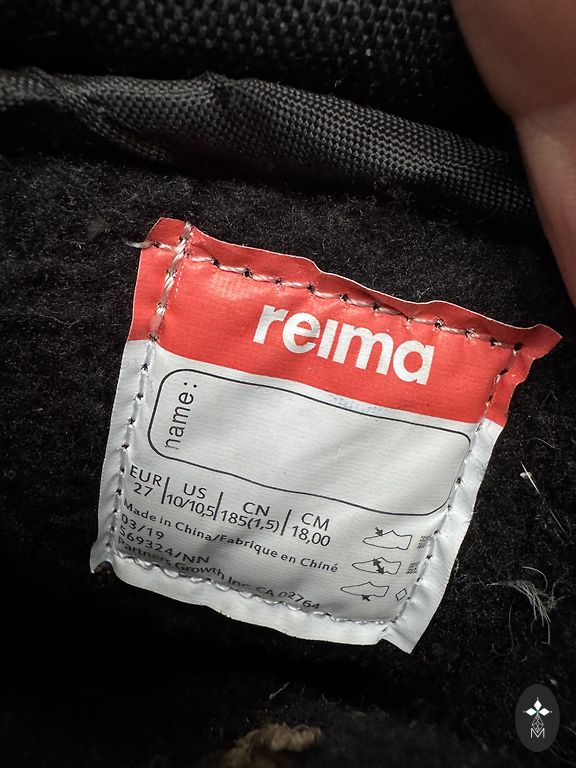 reima
name:
EUR 27 | US 10/10,5 | CN 185(1,5) | CM 18,00
Made in China/Fabrique en Chine
03/19
569324/NN
Partners Growth Inc. CA 02764
M